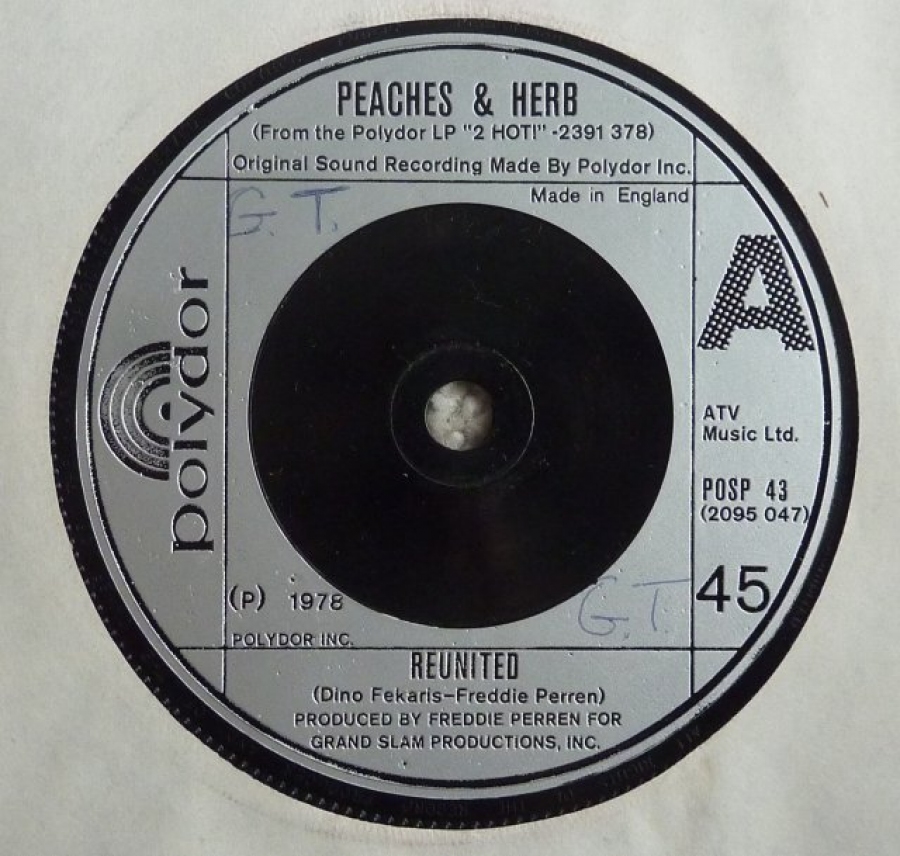 PEACHES & HERB
(From the Polydor LP "2 HOT!" -2391 378)
Original Sound Recording Made By Polydor Inc.
Made in England
G.T.
polydor
A
ATV
Music Ltd.
POSP 43
(2095 047)
45
(P) 1978
G.T.
POLYDOR INC.
REUNITED
(Dino Fekaris–Freddie Perren)
PRODUCED BY FREDDIE PERREN FOR
GRAND SLAM PRODUCTIONS, INC.